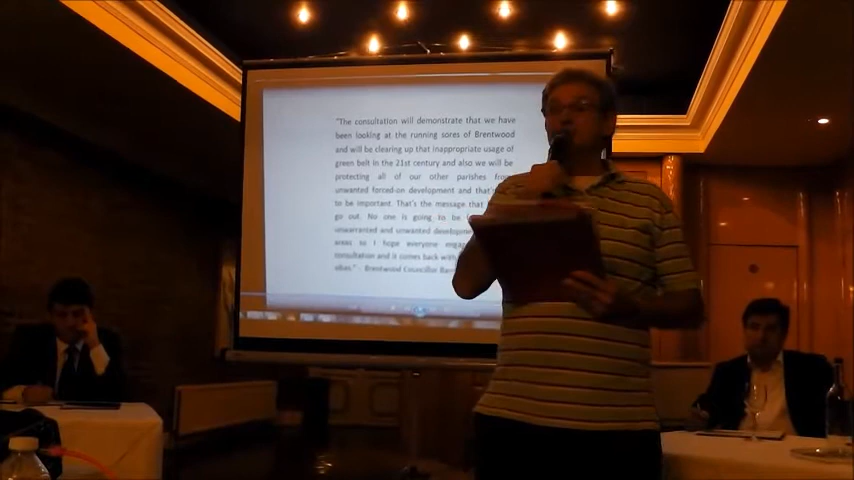 "The consultation will demonstrate that we have
been looking at the running sores of Brentwood
and will be clearing up that inappropriate usage of
green belt in the 21st century, and also we will be
protecting all of our other parishes from
unwanted forced-on development, and that's going
to be important. That's the message that
go out. No one is going to be
unwarranted and unwanted
areas so I hope everyone engages
consultation and it comes back with
ideas." Brentwood Councillor